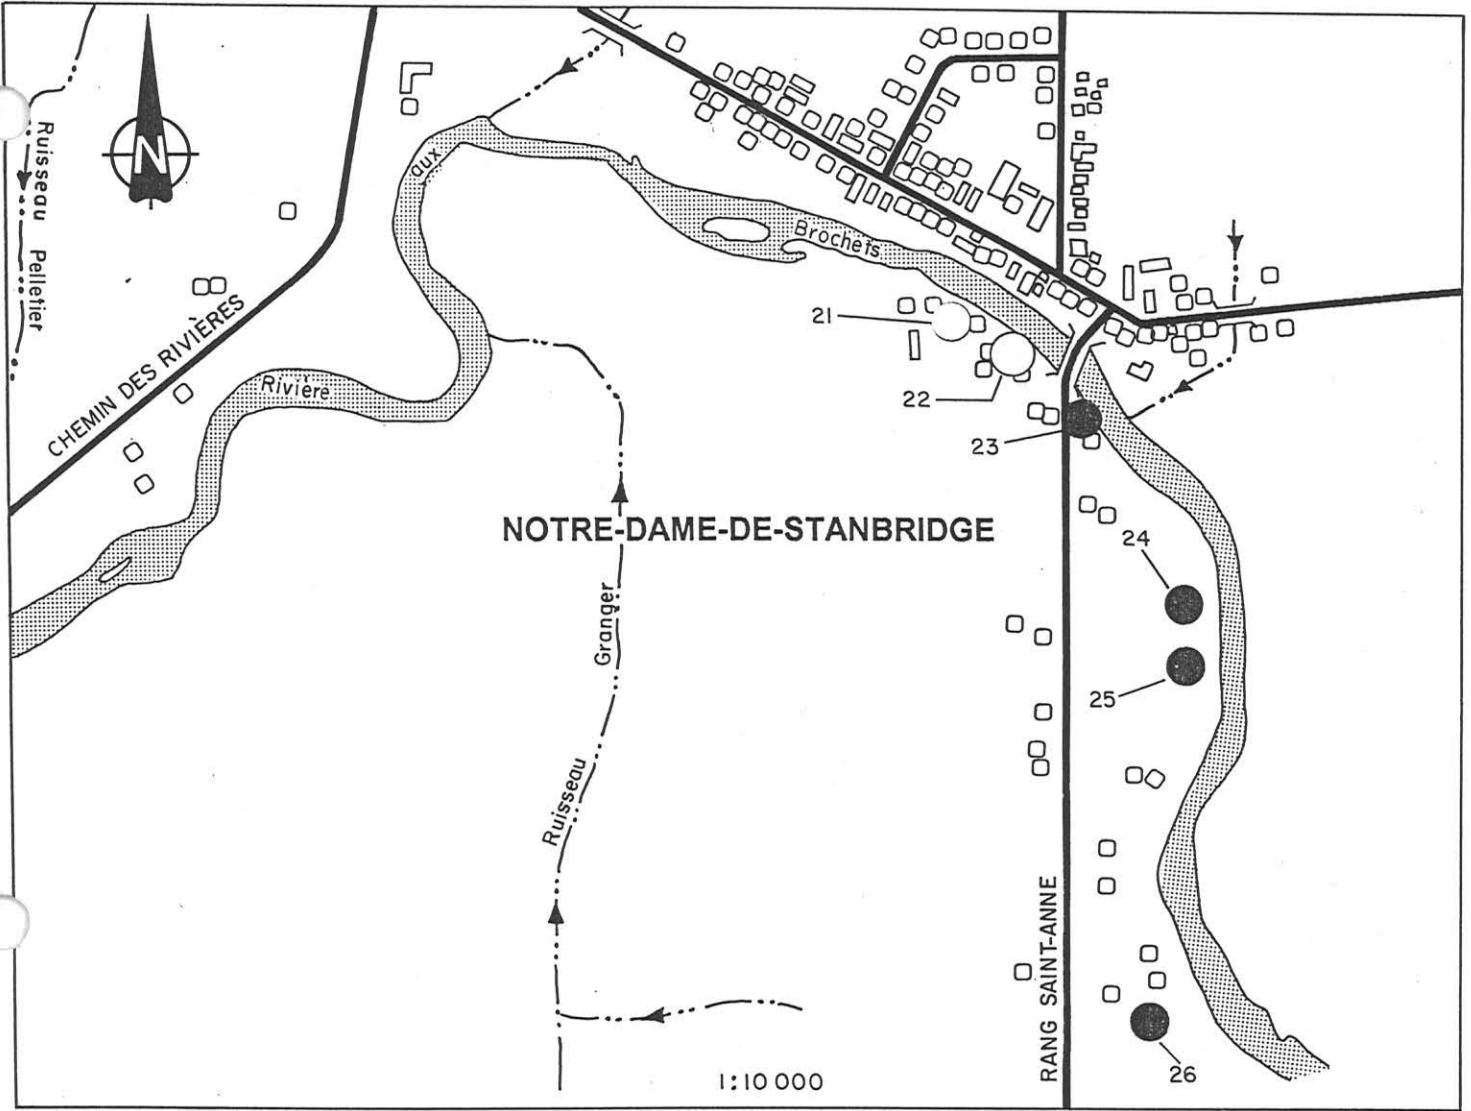 N
Ruisseau Pelletier
CHEMIN DES RIVIÈRES
Rivière
aux
Brochets
21
22
23
NOTRE-DAME-DE-STANBRIDGE
24
25
Ruisseau Granger
RANG SAINT-ANNE
26
1:10 000